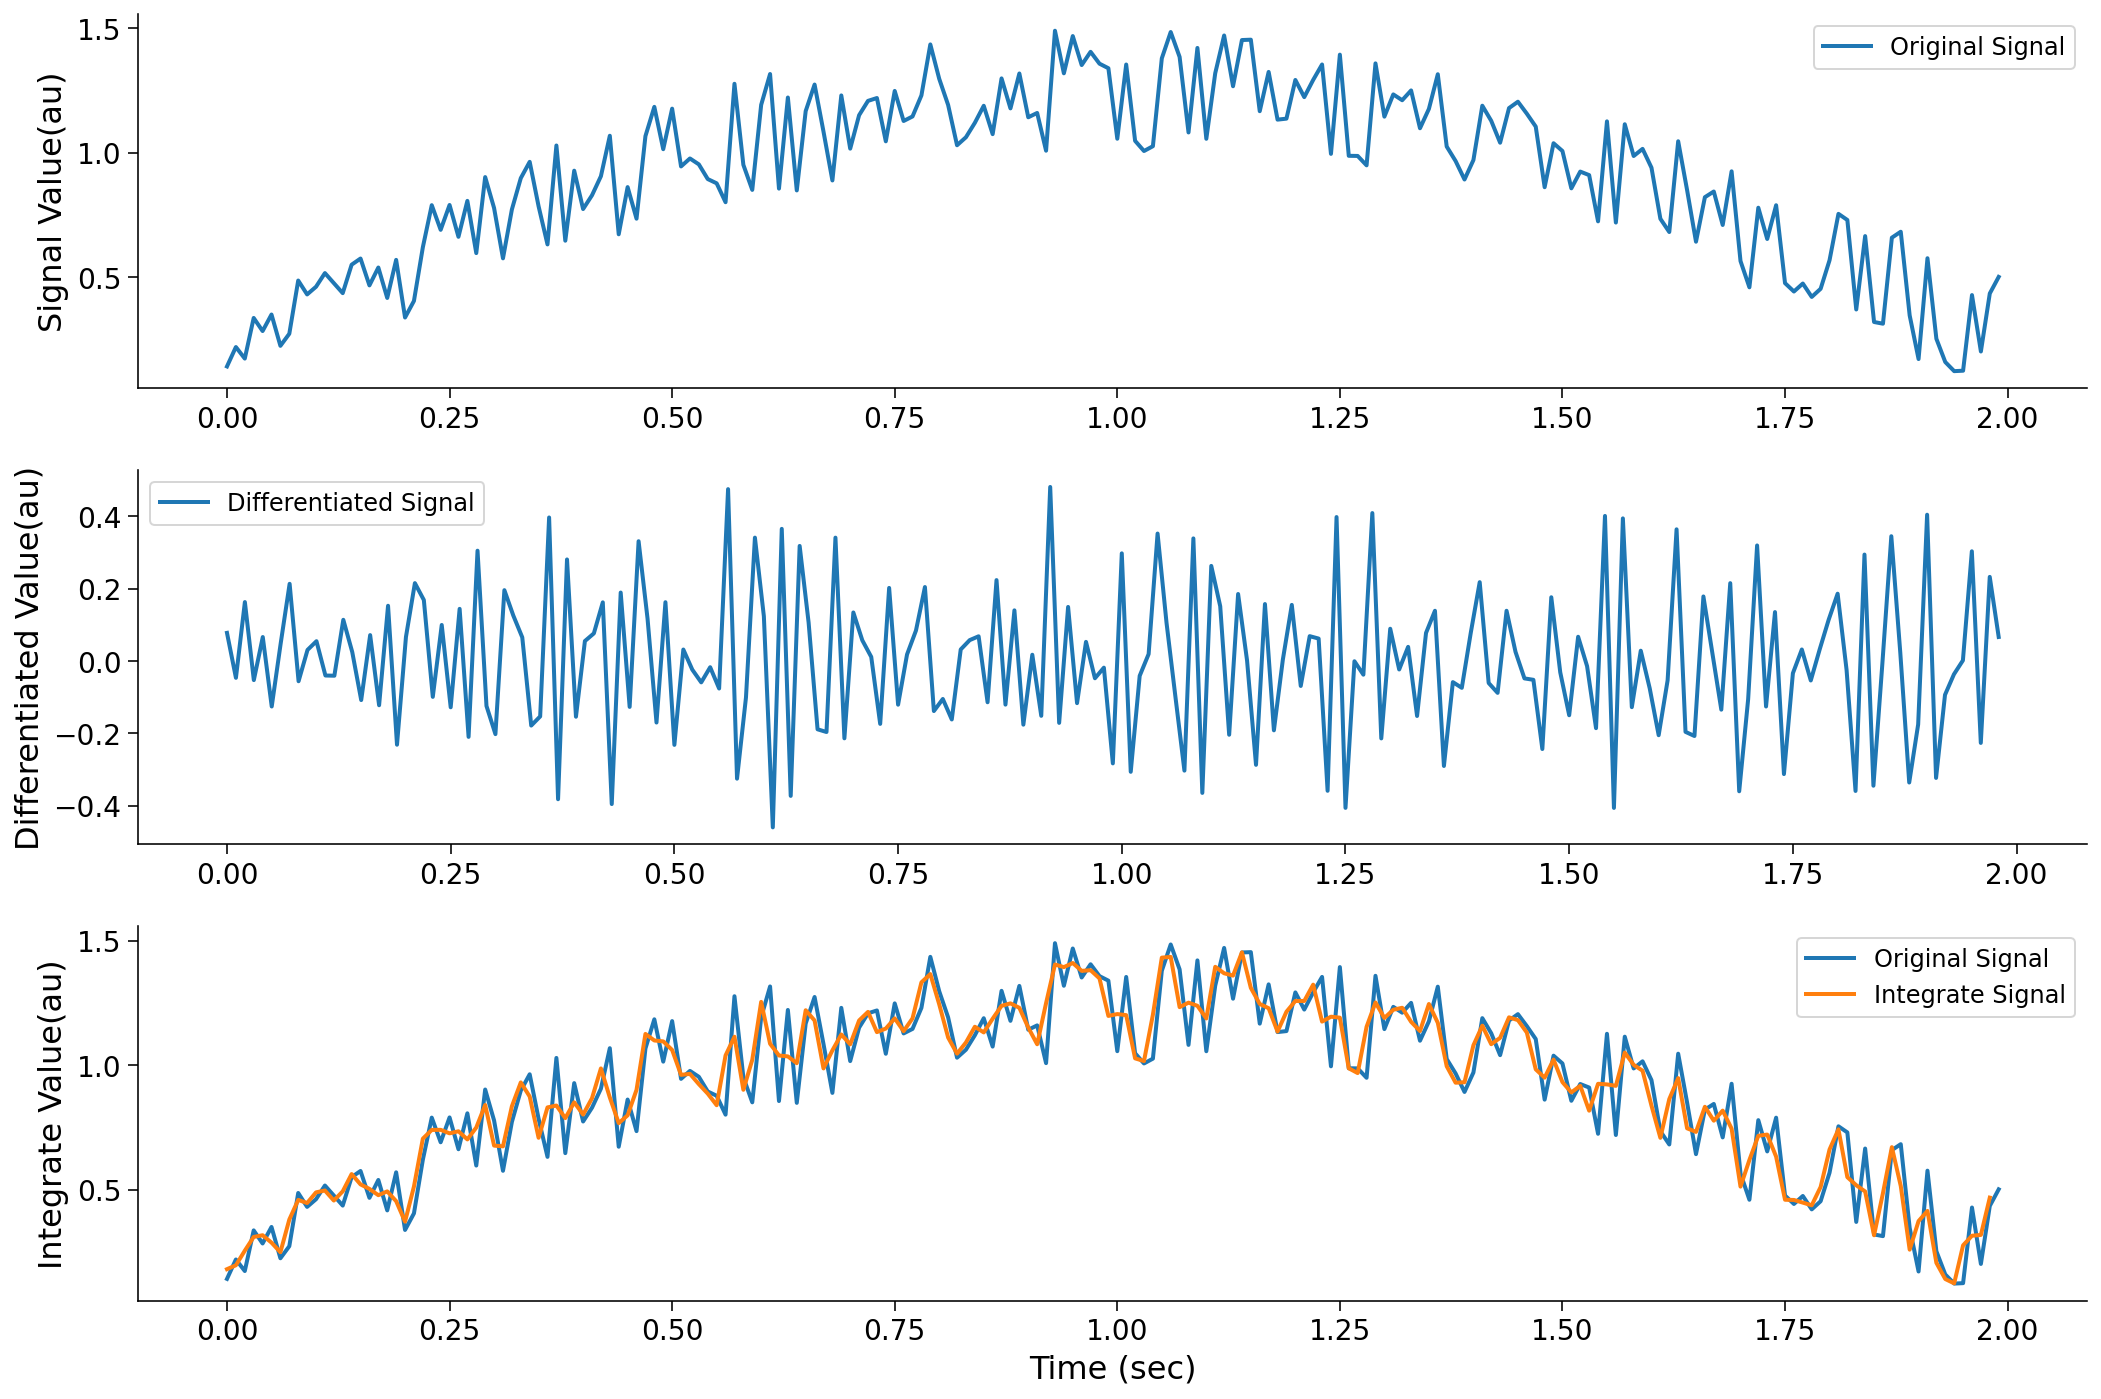 Signal Value(au)
1.5
1.0
0.5
Original Signal
0.00 0.25 0.50 0.75 1.00 1.25 1.50 1.75 2.00
Differentiated Value(au)
0.4
0.2
0.0
−0.2
−0.4
Differentiated Signal
0.00 0.25 0.50 0.75 1.00 1.25 1.50 1.75 2.00
Integrate Value(au)
1.5
1.0
0.5
Original Signal
Integrate Signal
0.00 0.25 0.50 0.75 1.00 1.25 1.50 1.75 2.00
Time (sec)